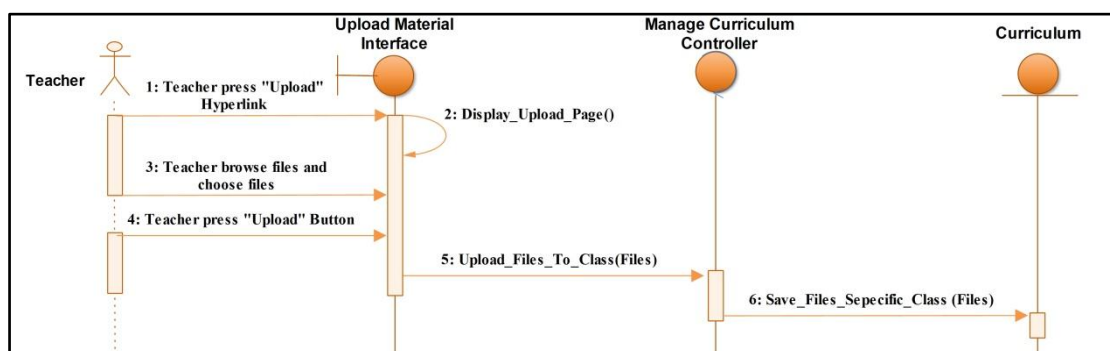 Upload Material
Interface
Manage Curriculum
Controller
Curriculum
Teacher
1: Teacher press "Upload"
Hyperlink
2: Display_Upload_Page()
3: Teacher browse files and
choose files
4: Teacher press "Upload" Button
5: Upload_Files_To_Class(Files)
6: Save_Files_Sepecific_Class (Files)